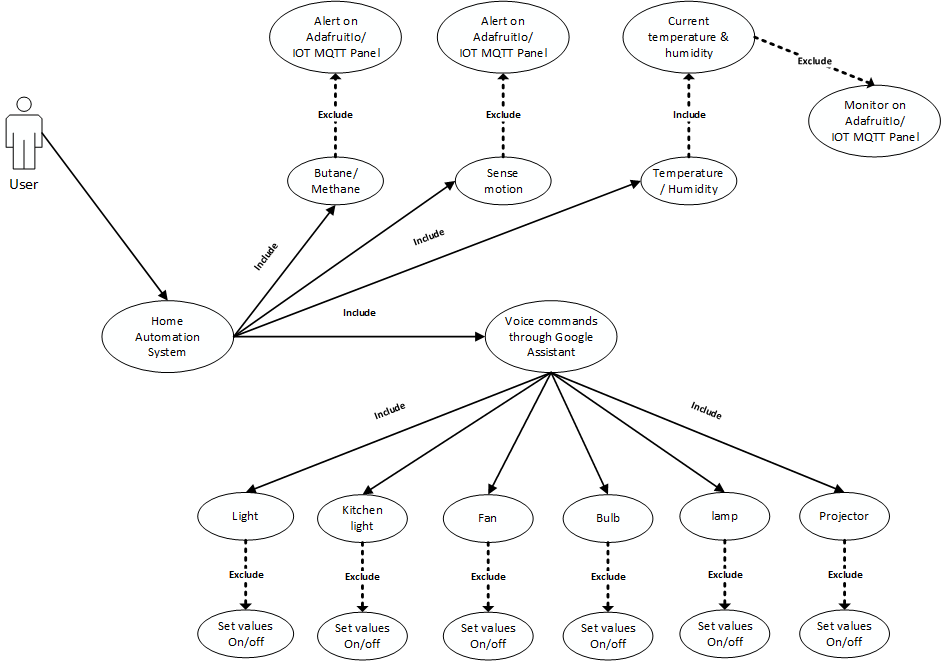 Alert on
AdafruitIo/
IOT MQTT Panel
Alert on
AdafruitIo/
IOT MQTT Panel
Current
temperature &
humidity
Exclude
Monitor on
AdafruitIo/
IOT MQTT Panel
Exclude
Exclude
Include
User
Butane/
Methane
Sense
motion
Temperature
/ Humidity
Include
Include
Include
Home
Automation
System
Voice commands
through Google
Assistant
Include
Include
Light
Kitchen
light
Fan
Bulb
lamp
Projector
Exclude
Exclude
Exclude
Exclude
Exclude
Exclude
Set values
On/off
Set values
On/off
Set values
On/off
Set values
On/off
Set values
On/off
Set values
On/off